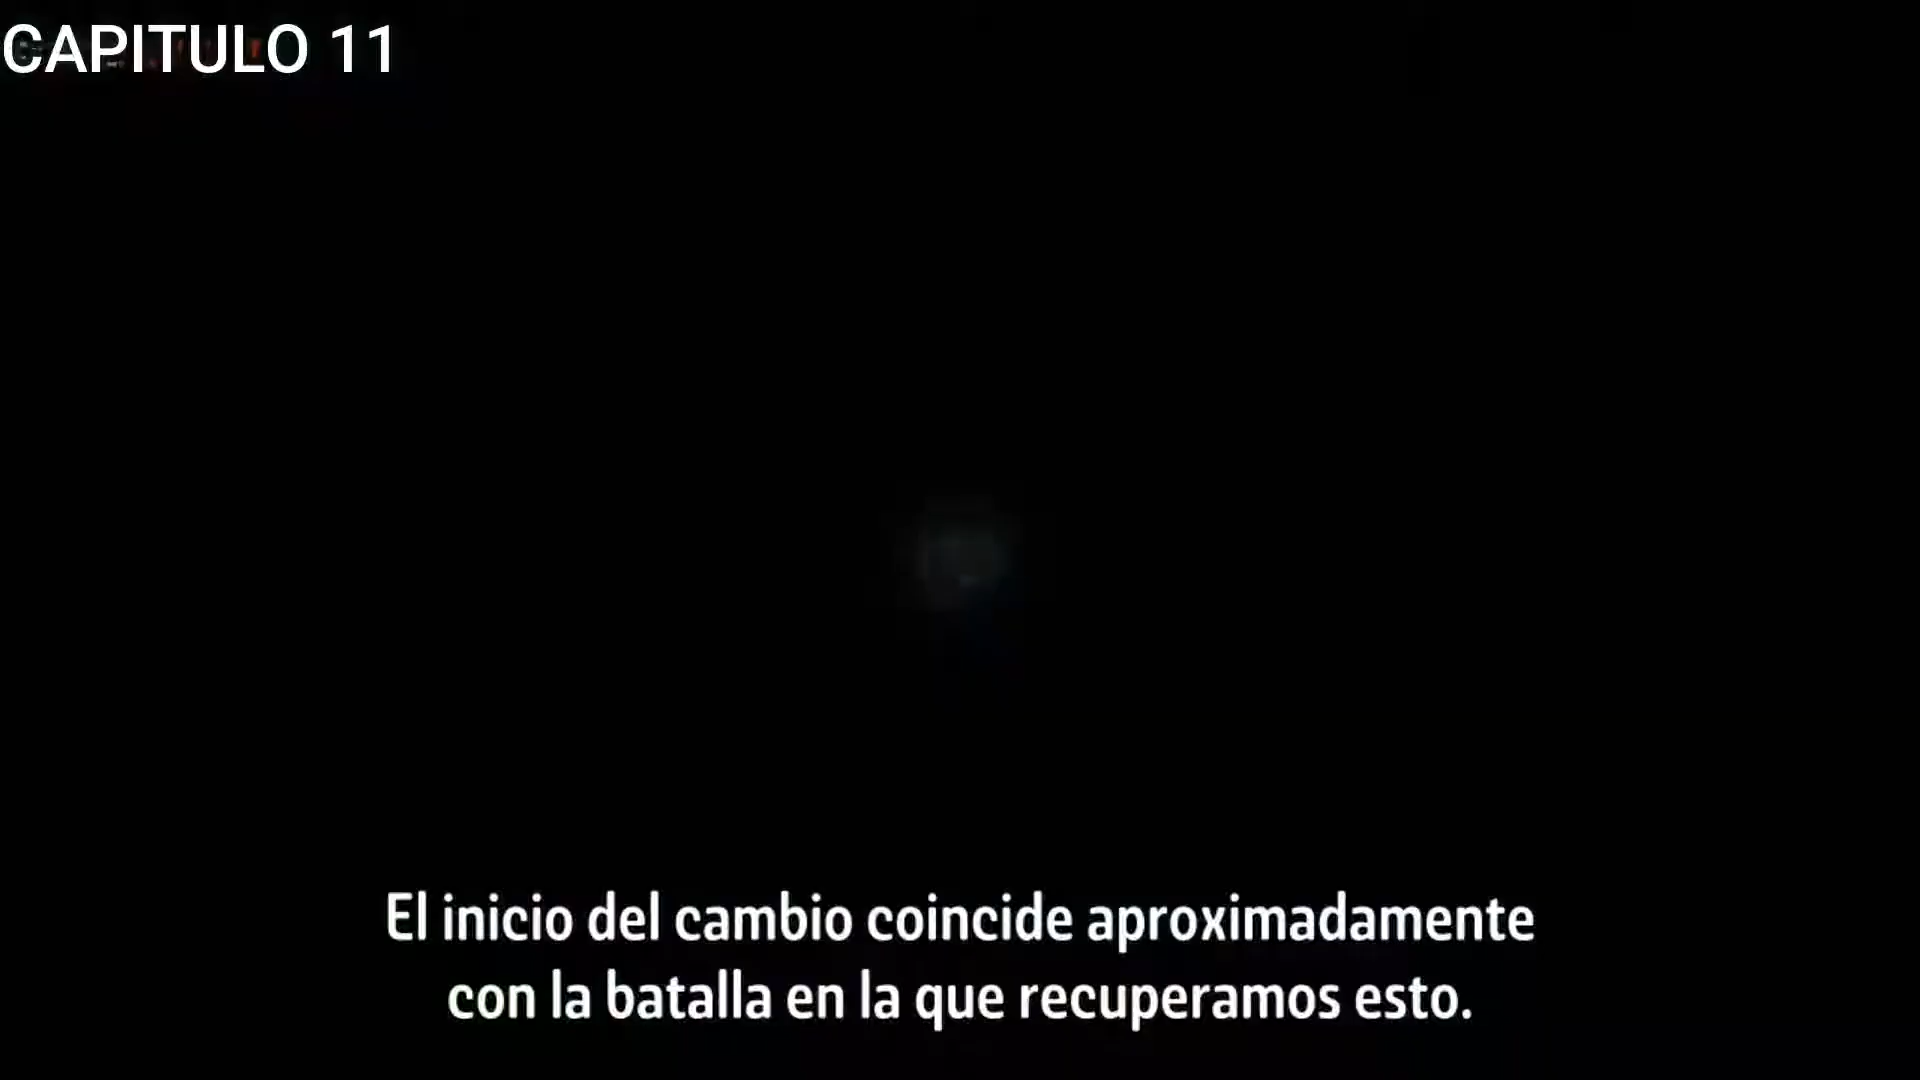 CAPITULO 11
El inicio del cambio coincide aproximadamente
con la batalla en la que recuperamos esto.